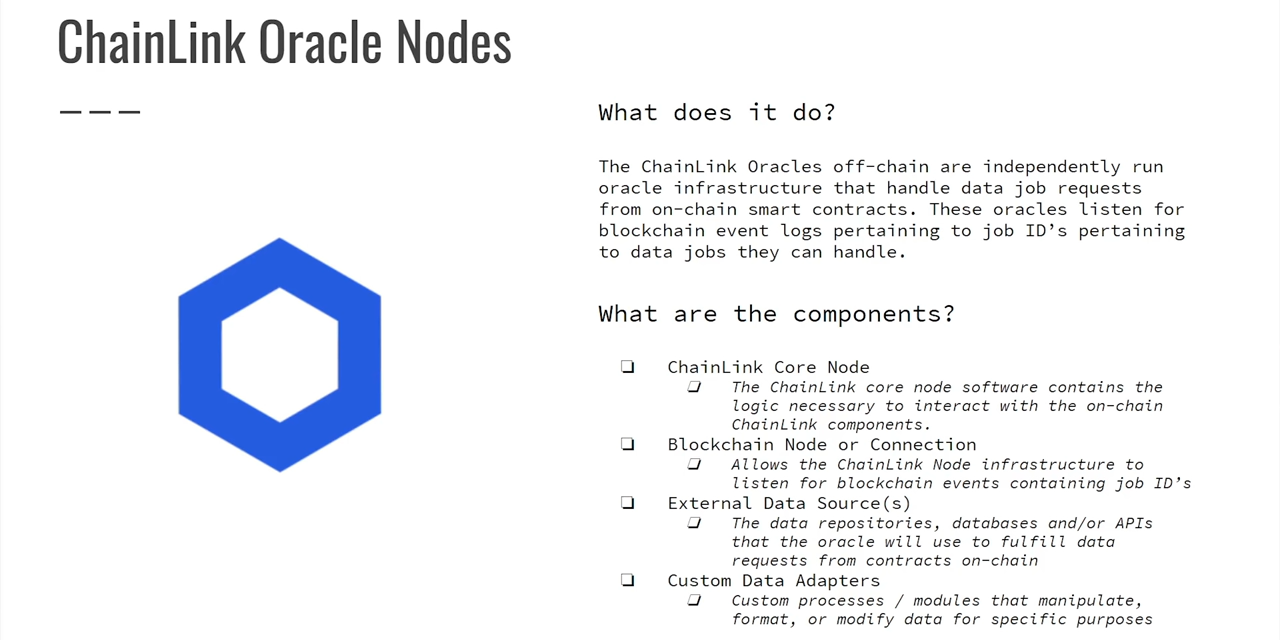 ChainLink Oracle Nodes
What does it do?
The ChainLink Oracles off-chain are independently run
oracle infrastructure that handle data job requests
from on-chain smart contracts. These oracles listen for
blockchain event logs pertaining to job ID’s pertaining
to data jobs they can handle.
What are the components?
❏ ChainLink Core Node
❏ The ChainLink core node software contains the
logic necessary to interact with the on-chain
ChainLink components.
❏ Blockchain Node or Connection
❏ Allows the ChainLink Node infrastructure to
listen for blockchain events containing job ID’s
❏ External Data Source(s)
❏ The data repositories, databases and/or APIs
that the oracle will use to fulfill data
requests from contracts on-chain
❏ Custom Data Adapters
❏ Custom processes / modules that manipulate,
format, or modify data for specific purposes